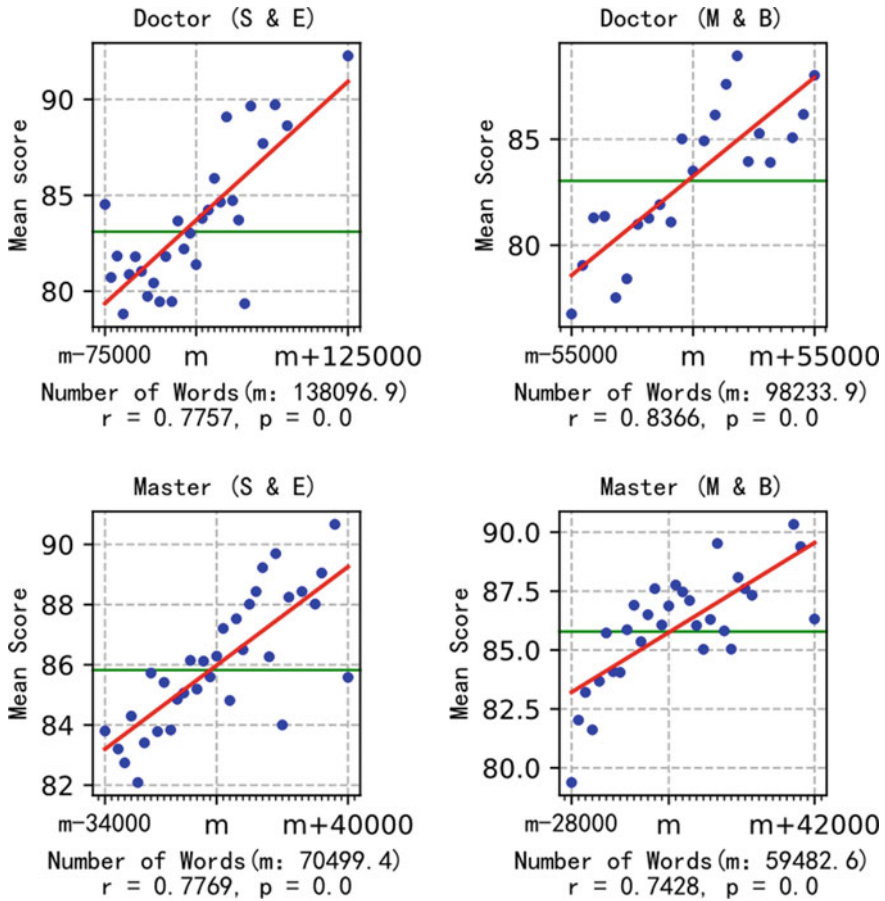 Doctor (S & E)
Mean score
90
85
80
m-75000 m m+125000
Number of Words(m: 138096.9)
r = 0.7757, p = 0.0
Doctor (M & B)
Mean Score
85
80
m-55000 m m+55000
Number of Words(m: 98233.9)
r = 0.8366, p = 0.0
Master (S & E)
Mean Score
90
88
86
84
82
m-34000 m m+40000
Number of Words(m: 70499.4)
r = 0.7769, p = 0.0
Master (M & B)
Mean Score
90.0
87.5
85.0
82.5
80.0
m-28000 m m+42000
Number of Words(m: 59482.6)
r = 0.7428, p = 0.0